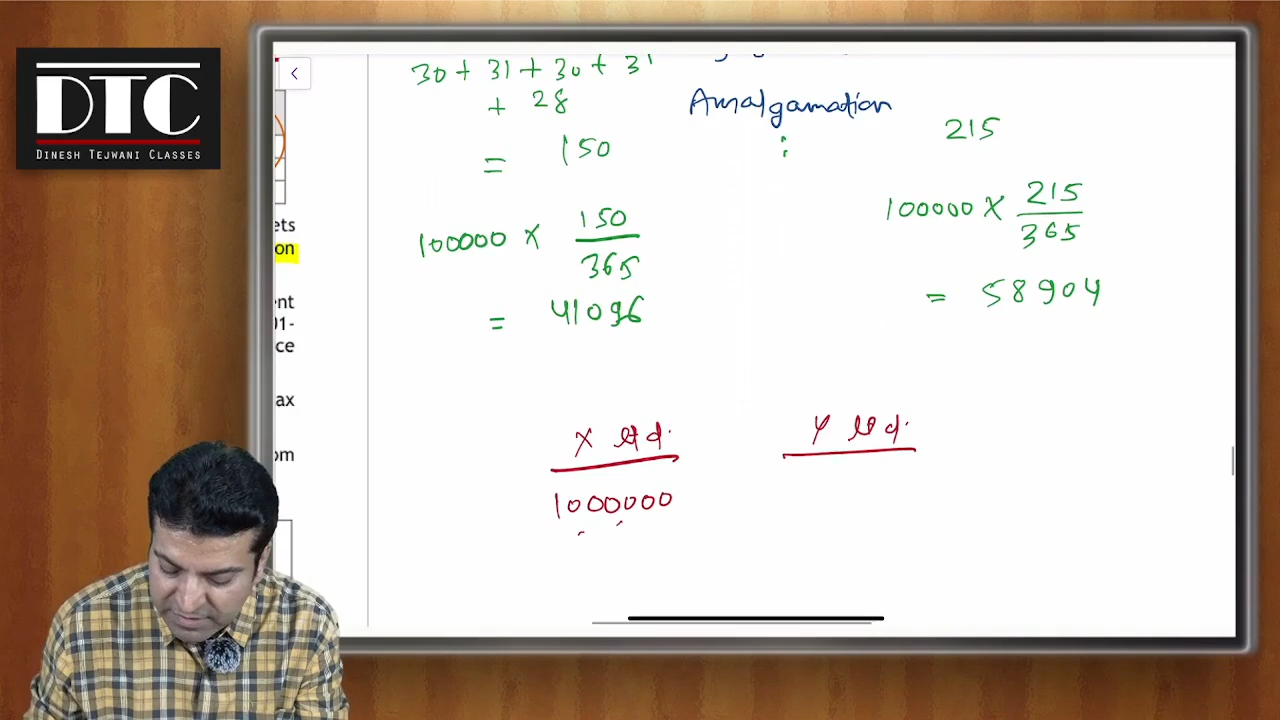 DTC
DINESH TEJWANI CLASSES
ets
on
ent
01-
ce
ax
om
30 + 31 + 30 + 31
+ 28
= 150
100000 × 150/365
= 41096
Amalgamation
:
215
100000 × 215/365
= 58904
X Ltd.
1000000
Y Ltd.